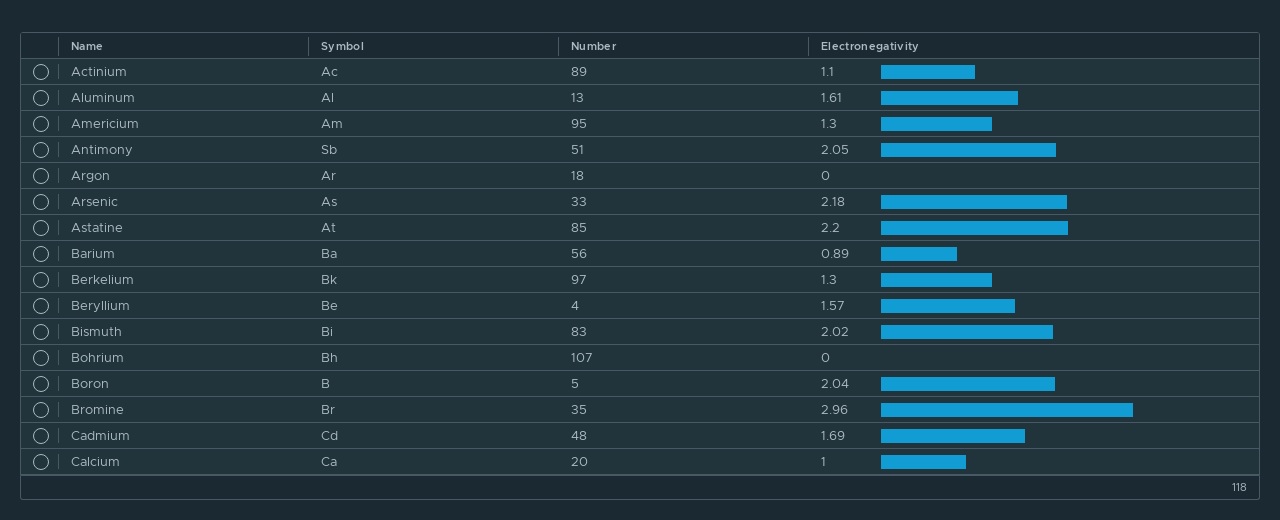 Name Symbol Number Electronegativity
Actinium Ac 89 1.1
Aluminum Al 13 1.61
Americium Am 95 1.3
Antimony Sb 51 2.05
Argon Ar 18 0
Arsenic As 33 2.18
Astatine At 85 2.2
Barium Ba 56 0.89
Berkelium Bk 97 1.3
Beryllium Be 4 1.57
Bismuth Bi 83 2.02
Bohrium Bh 107 0
Boron B 5 2.04
Bromine Br 35 2.96
Cadmium Cd 48 1.69
Calcium Ca 20 1
118